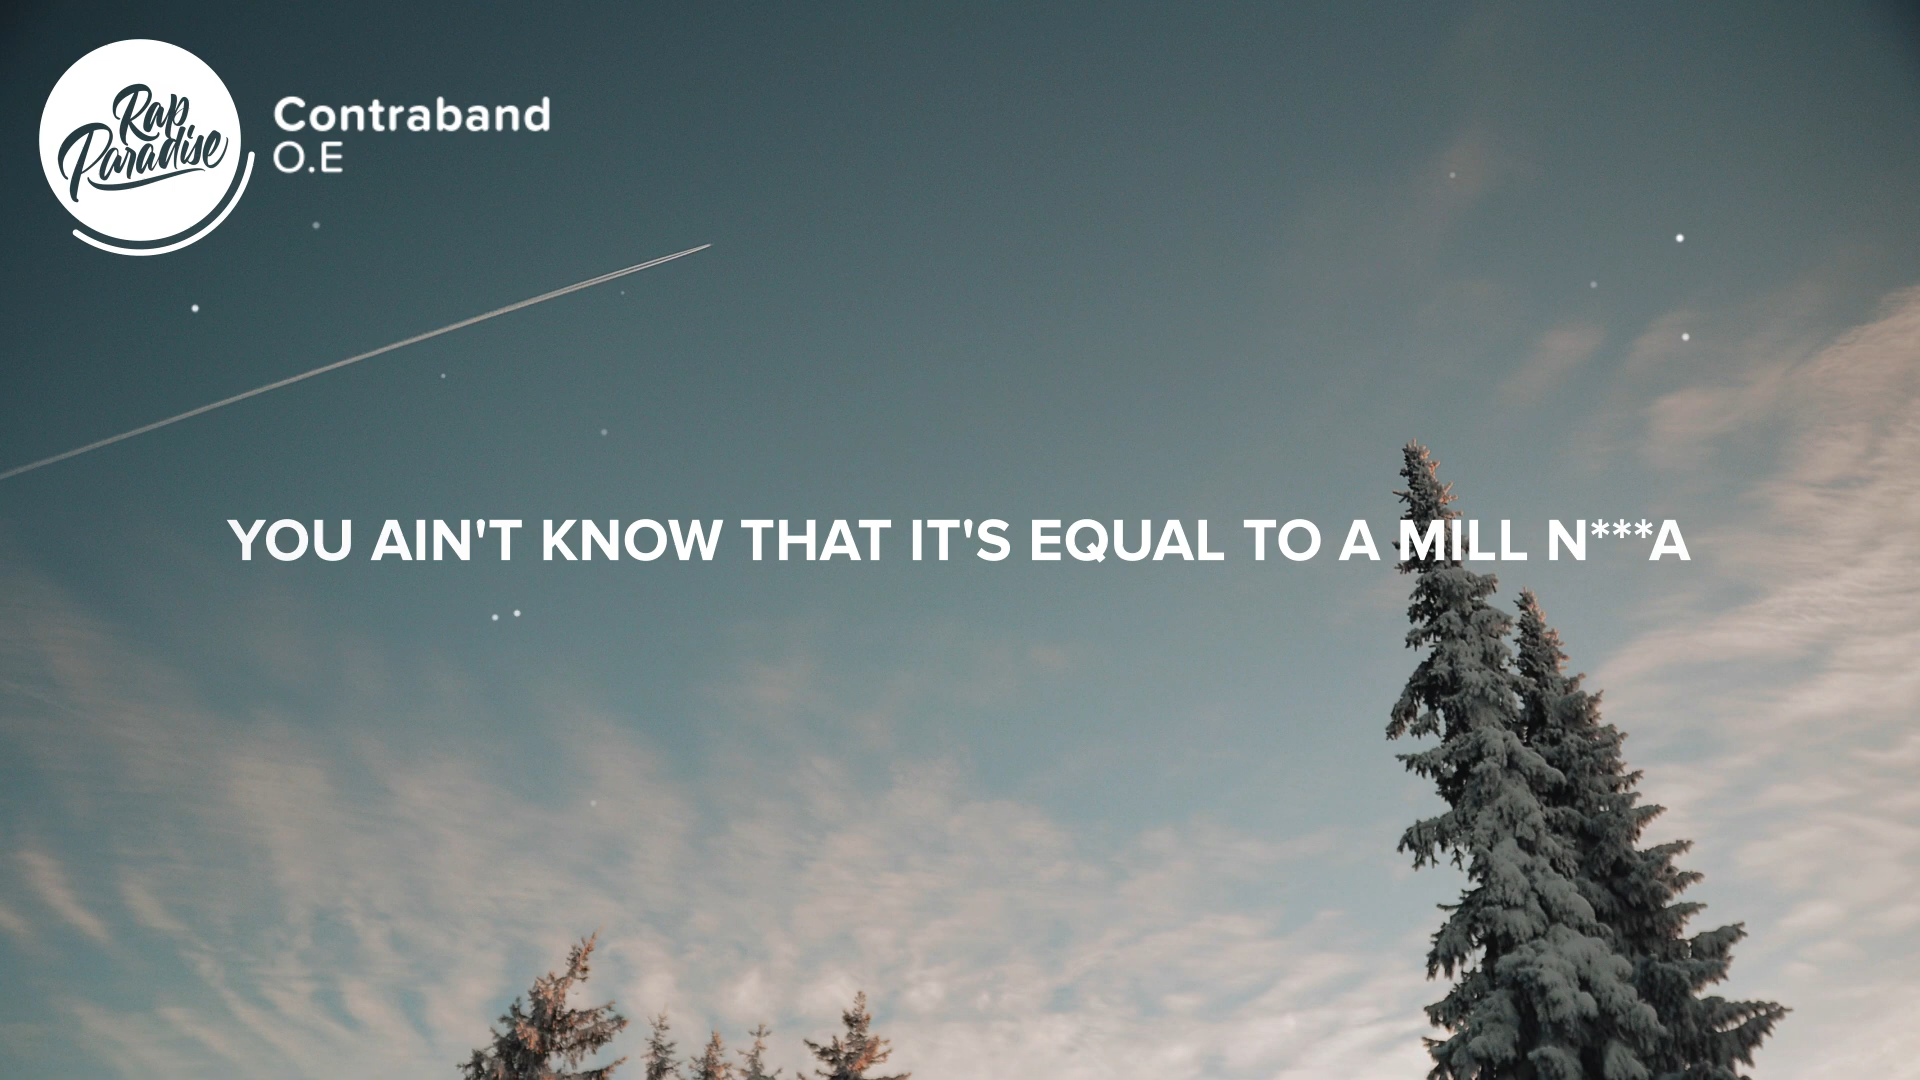 Rap
Paradise
Contraband
O.E
YOU AIN'T KNOW THAT IT'S EQUAL TO A MILL N***A